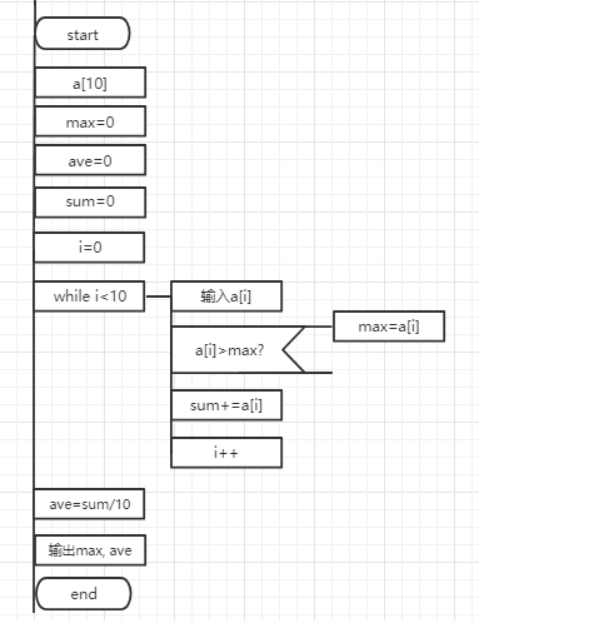 start
a[10]
max=0
ave=0
sum=0
i=0
while i<10
输入a[i]
a[i]>max?
max=a[i]
sum+=a[i]
i++
ave=sum/10
输出max, ave
end